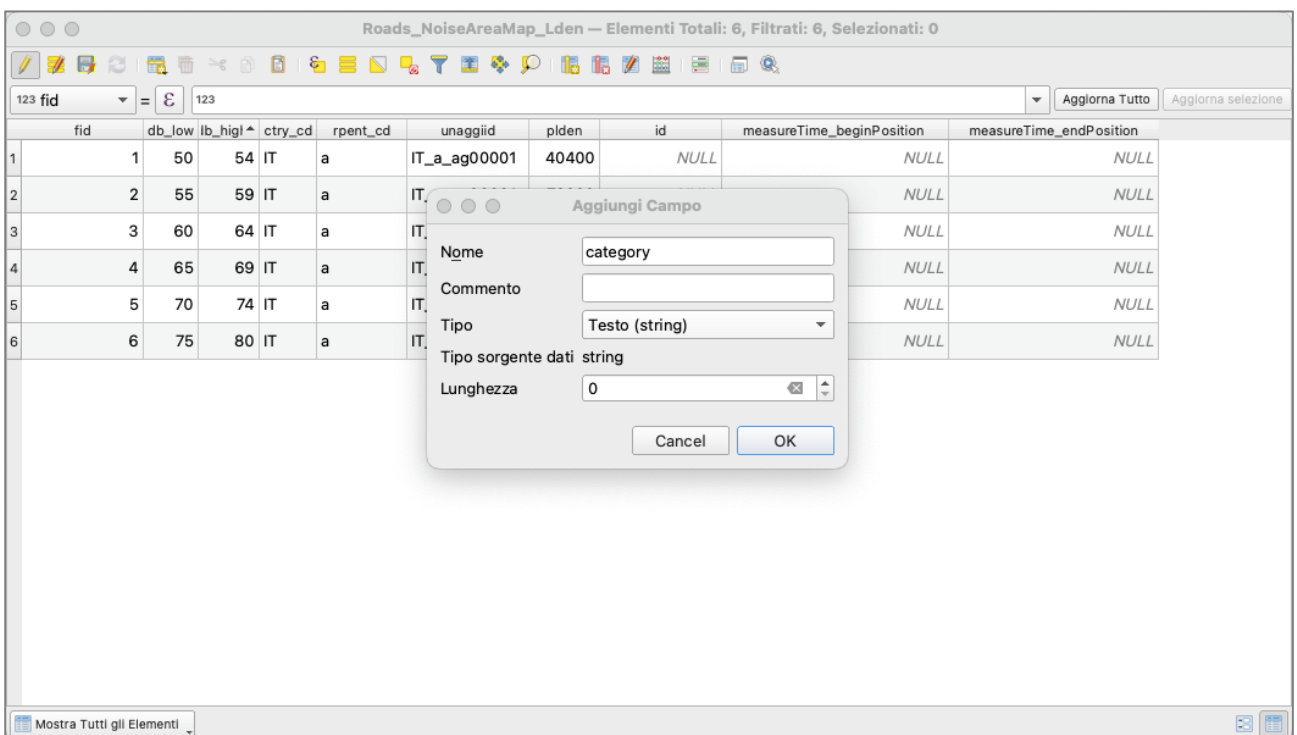 Roads_NoiseAreaMap_Lden — Elementi Totali: 6, Filtrati: 6, Selezionati: 0
123 fid = ε 123 Aggiorna Tutto Aggiorna selezione
fid db_low lb_higl ctry_cd rpent_cd unaggiid plden id measureTime_beginPosition measureTime_endPosition
1 1 50 54 IT a IT_a_ag00001 40400 NULL NULL NULL
2 2 55 59 IT a NULL NULL
3 3 60 64 IT a IT_ NULL NULL
4 4 65 69 IT a IT_ NULL NULL
5 5 70 74 IT a IT_ NULL NULL
6 6 75 80 IT a IT_ NULL NULL
Aggiungi Campo
Nome category
Commento
Tipo Testo (string)
Tipo sorgente dati string
Lunghezza 0
Cancel OK
Mostra Tutti gli Elementi